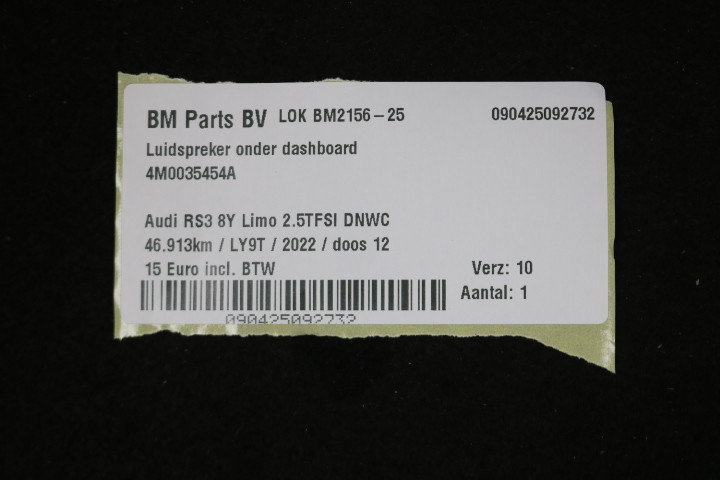 BM Parts BV LOK BM2156-25 090425092732
Luidspreker onder dashboard
4M0035454A
Audi RS3 8Y Limo 2.5TFSI DNWC
46.913km / LY9T / 2022 / doos 12
15 Euro incl. BTW Verz: 10
Aantal: 1
090425092732